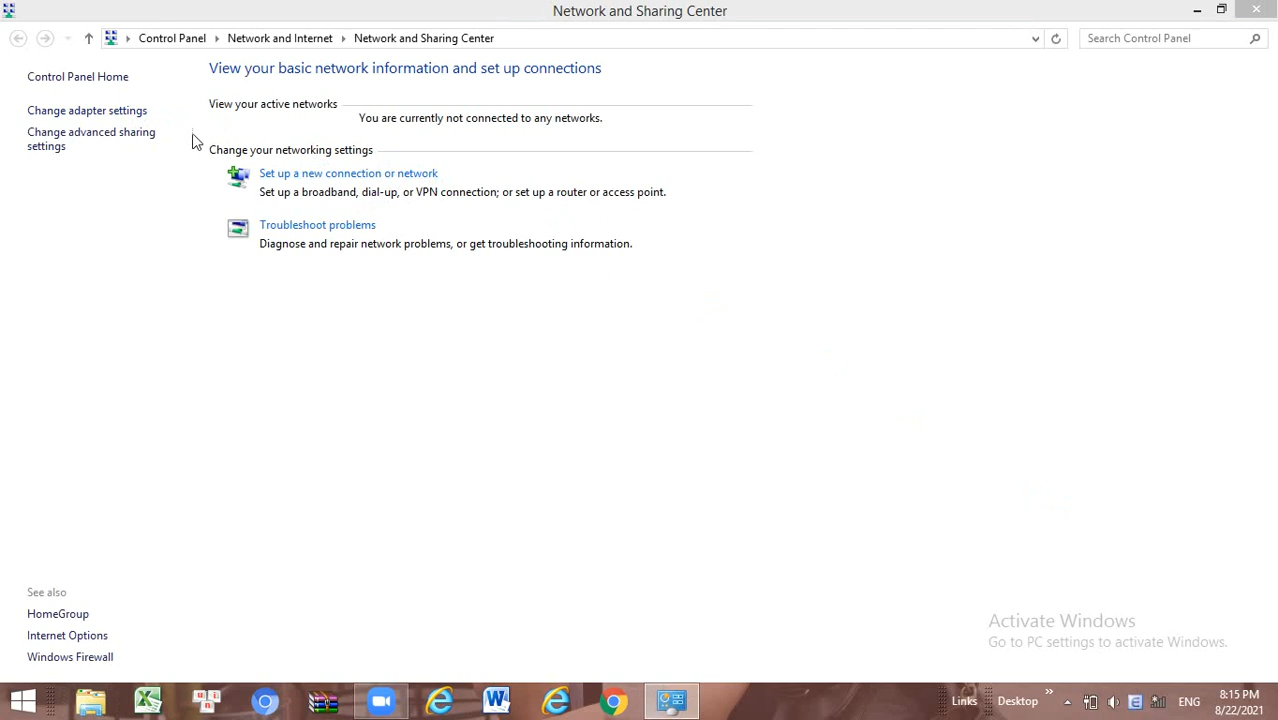 Network and Sharing Center
Control Panel Network and Internet Network and Sharing Center
Search Control Panel
Control Panel Home
Change adapter settings
Change advanced sharing
settings
View your basic network information and set up connections
View your active networks
You are currently not connected to any networks.
Change your networking settings
Set up a new connection or network
Set up a broadband, dial-up, or VPN connection; or set up a router or access point.
Troubleshoot problems
Diagnose and repair network problems, or get troubleshooting information.
See also
HomeGroup
Internet Options
Windows Firewall
Activate Windows
Go to PC settings to activate Windows.
Links
Desktop
ENG
8:15 PM
8/22/2021